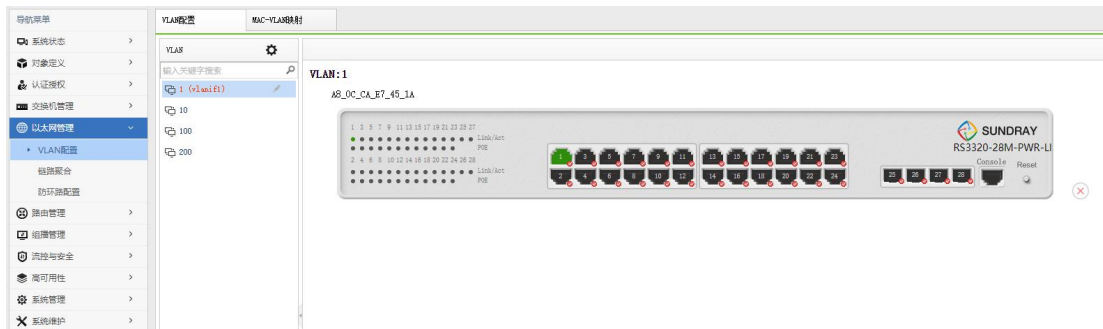 导航菜单
系统状态
对象定义
认证授权
交换机管理
以太网管理
VLAN配置
链路聚合
防环路配置
路由管理
组播管理
流控与安全
高可用性
系统管理
系统维护
VLAN配置 MAC-VLAN映射
VLAN
输入关键字搜索
1 (vlanif1)
10
100
200
VLAN:1
A8_0C_CA_E7_45_1A
1 3 5 7 9 11 13 15 17 19 21 23 25 27
Link/Act
POE
2 4 6 8 10 12 14 16 18 20 22 24 26 28
Link/Act
POE
1 3 5 7 9 11 13 15 17 19 21 23
2 4 6 8 10 12 14 16 18 20 22 24
25 26 27 28
SUNDRAY
RS3320-28M-PWR-LI
Console Reset